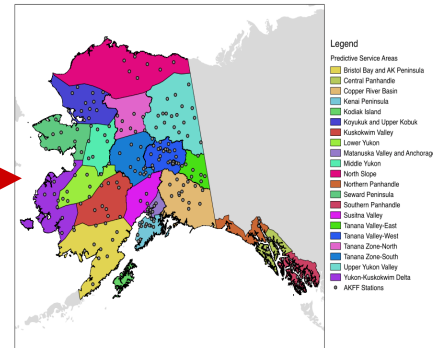 Legend
Predictive Service Areas
Bristol Bay and AK Peninsula
Central Panhandle
Copper River Basin
Kenai Peninsula
Kodiak Island
Koyukuk and Upper Kobuk
Kuskokwim Valley
Lower Yukon
Matanuska Valley and Anchorage
Middle Yukon
North Slope
Northern Panhandle
Seward Peninsula
Southern Panhandle
Susitna Valley
Tanana Valley-East
Tanana Valley-West
Tanana Zone-North
Tanana Zone-South
Upper Yukon Valley
Yukon-Kuskokwim Delta
AKFF Stations